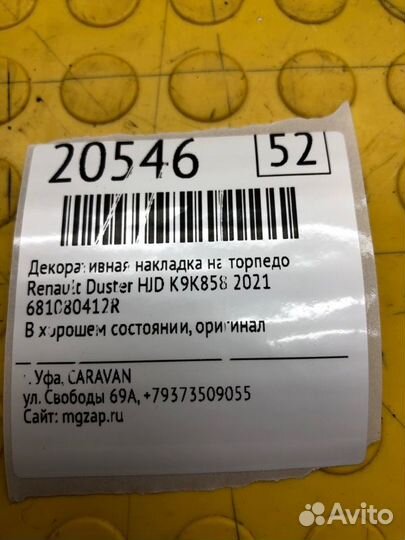 20546 52
Декоративная накладка на торпедо
Renault Duster HJD K9K858 2021
681080412R
В хорошем состоянии, оригинал
г. Уфа, CARAVAN
ул. Свободы 69А, +79373509055
Сайт: mgzap.ru
Avito